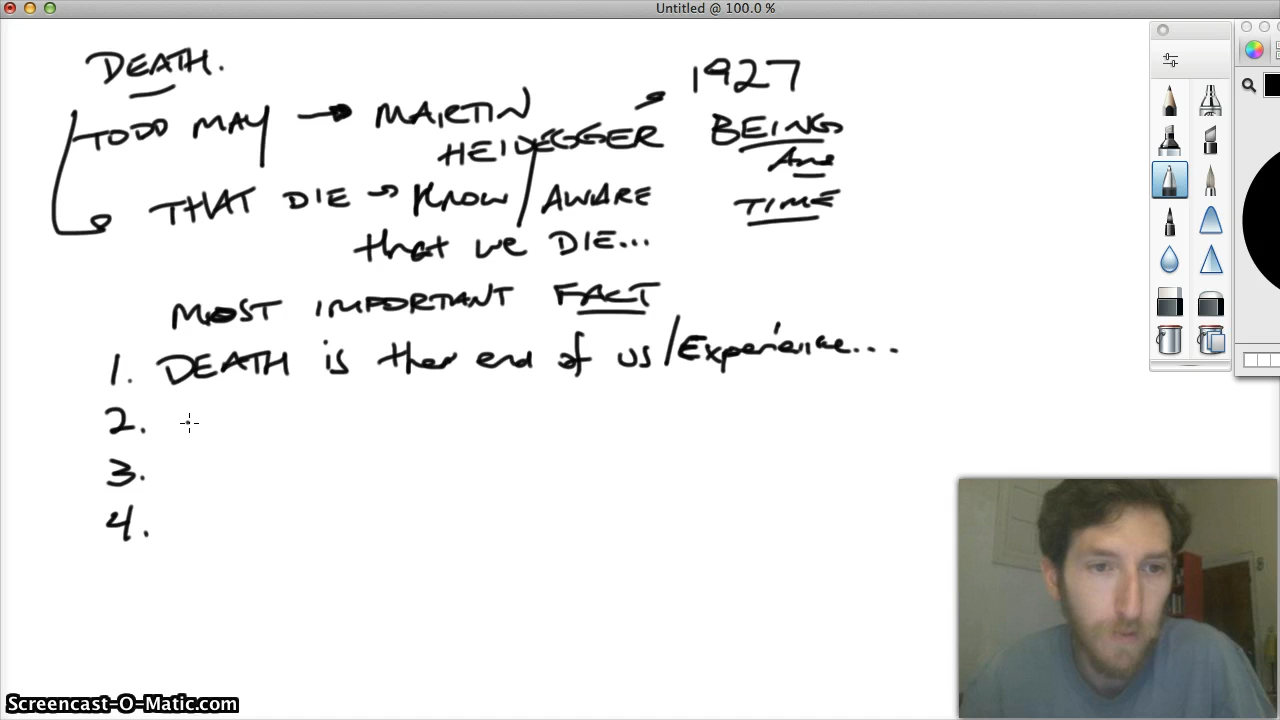 Untitled @ 100.0 %
DEATH.
TODD MAY → MARTIN HEIDEGGER
1927
BEING
And
TIME
THAT DIE → KNOW/AWARE
that we DIE...
MOST IMPORTANT FACT
1. DEATH is ther end of us/Experience...
2.
3.
4.
Screencast-O-Matic.com